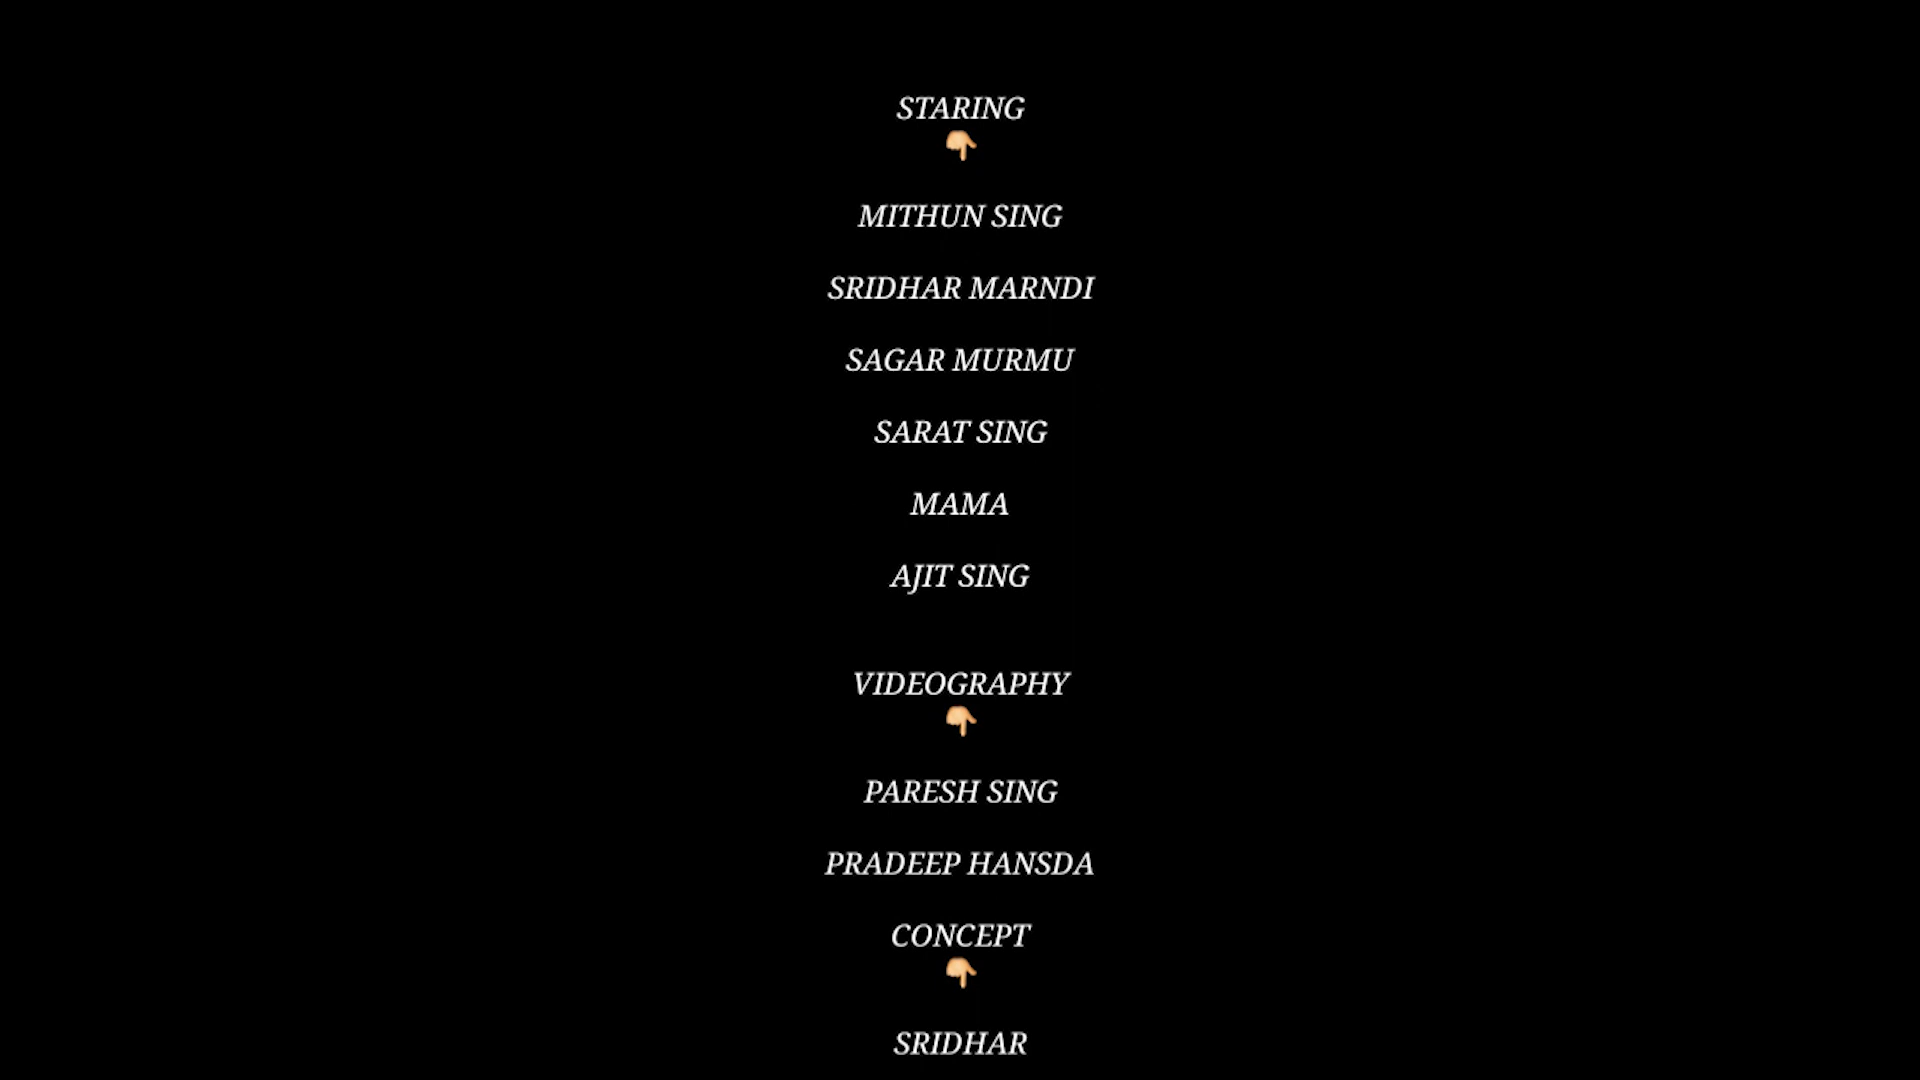 STARING
👇🏼
MITHUN SING
SRIDHAR MARNDI
SAGAR MURMU
SARAT SING
MAMA
AJIT SING
VIDEOGRAPHY
👇🏼
PARESH SING
PRADEEP HANSDA
CONCEPT
👇🏼
SRIDHAR